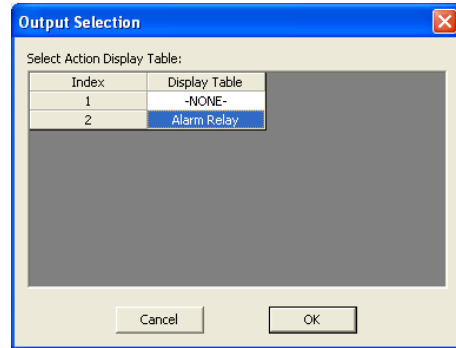 Output Selection
Select Action Display Table:
Index Display Table
1 -NONE-
2 Alarm Relay
Cancel OK